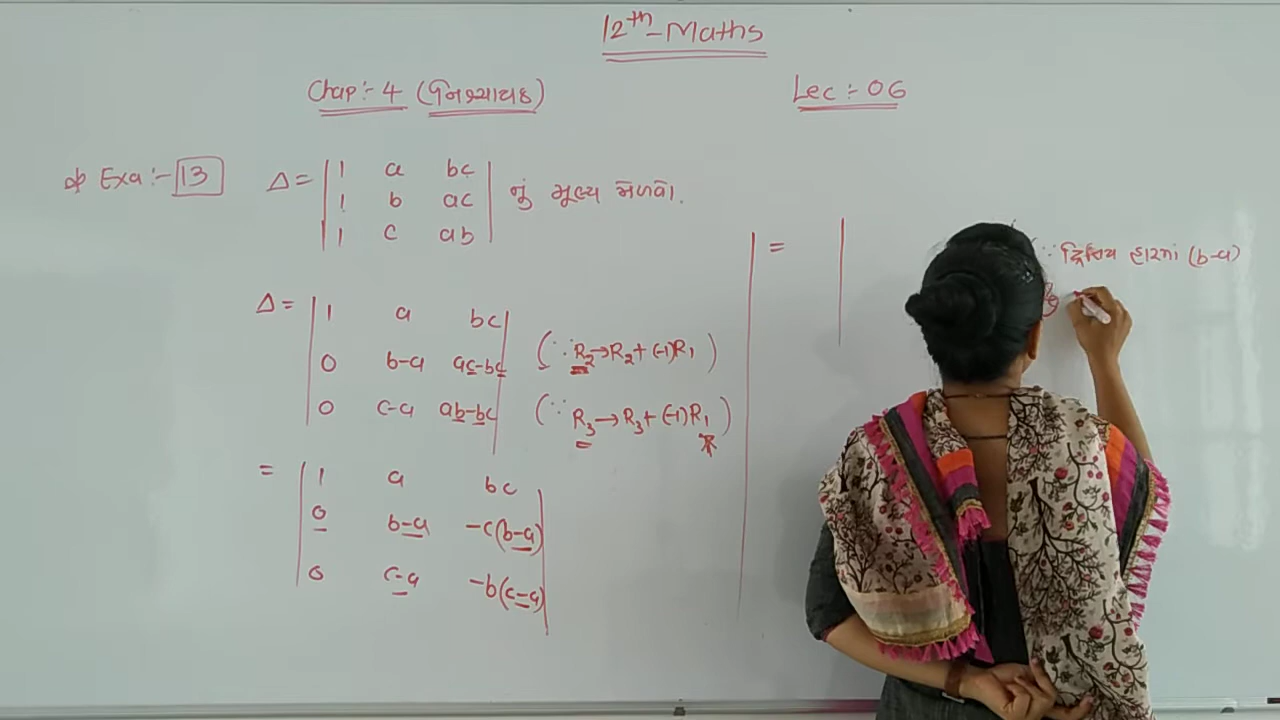 12th-Maths
Chap:- 4 (નિશ્ચાયક)
Lec :- 06
Exa:- 13 Δ = | 1 a bc |
| 1 b ac | નું મૂલ્ય મેળવો.
| 1 c ab |
Δ = | 1 a bc |
| 0 b-a ac-bc | (∵ R2→R2+(-1)R1)
| 0 c-a ab-bc | (∵ R3→R3+(-1)R1)
= | 1 a bc |
| 0 b-a -c(b-a) |
| 0 c-a -b(c-a) |
= |
∵ દ્વિતિય હારમાં (b-a)